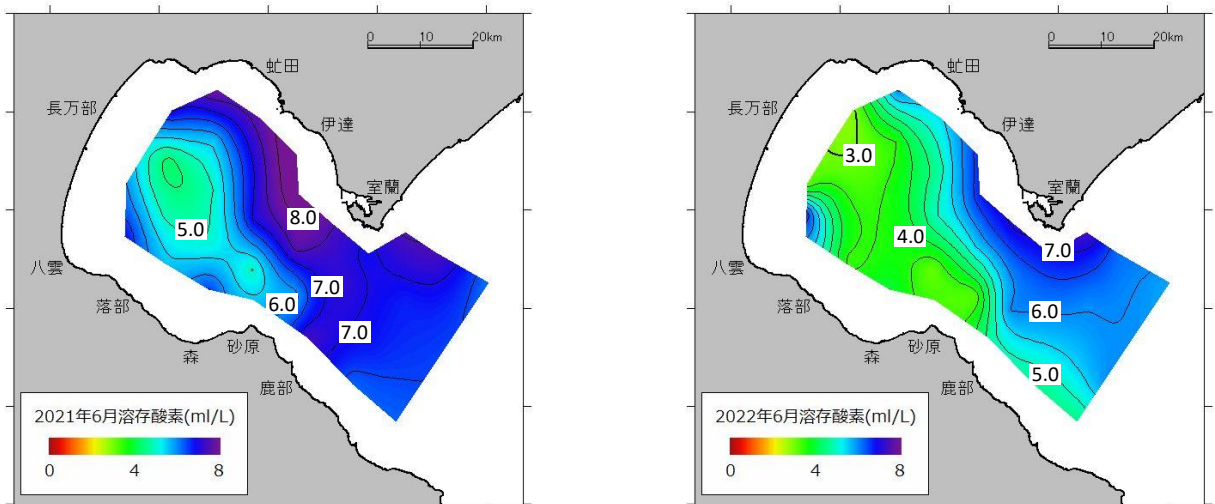 0 10 20km
虻田
長万部
伊達
室蘭
8.0
5.0
八雲
7.0
6.0
落部
7.0
砂原
森
鹿部
2021年6月溶存酸素(ml/L)
0 4 8
0 10 20km
虻田
長万部
伊達
3.0
室蘭
4.0
7.0
八雲
6.0
落部
砂原
森
5.0
鹿部
2022年6月溶存酸素(ml/L)
0 4 8